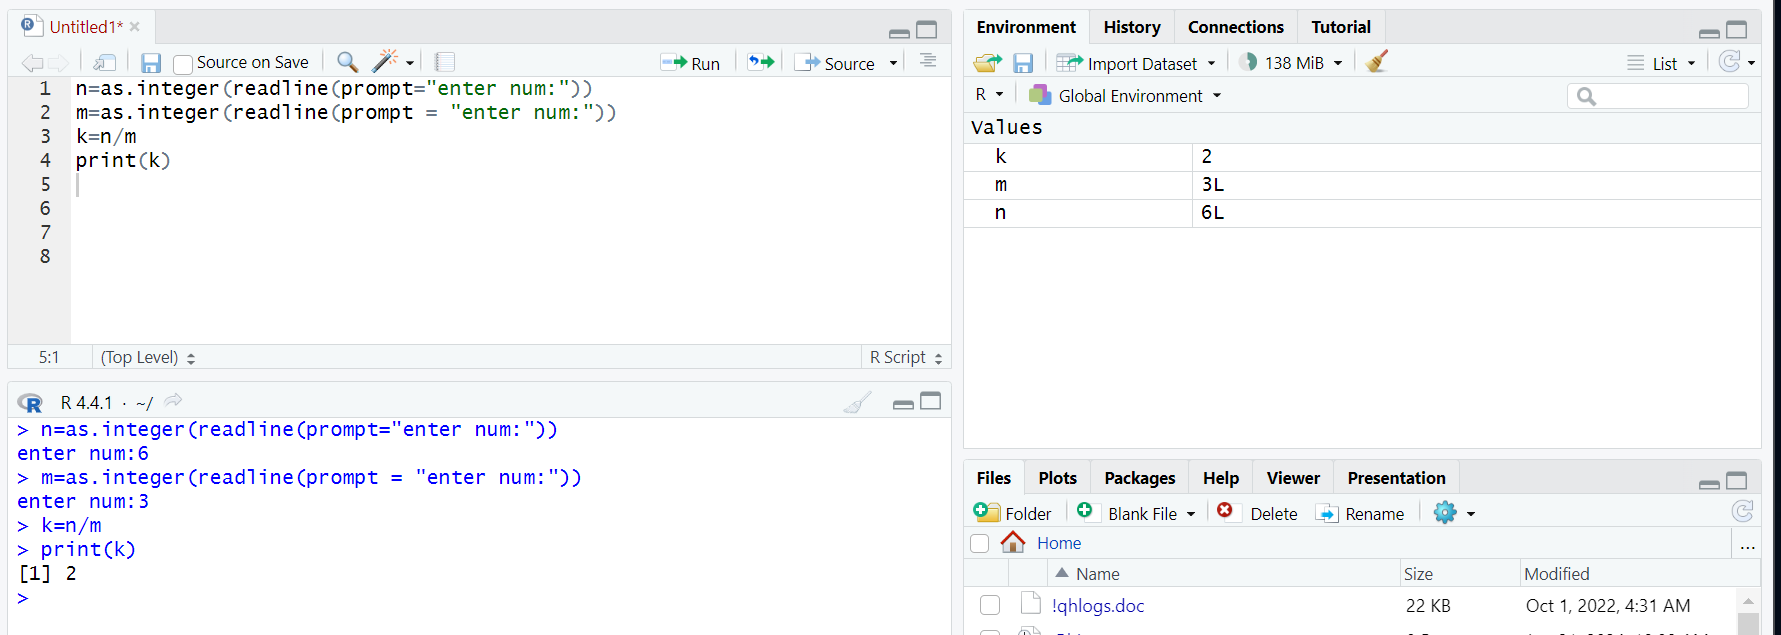 Untitled1*
Source on Save
Run
Source
1 n=as.integer(readline(prompt="enter num:"))
2 m=as.integer(readline(prompt = "enter num:"))
3 k=n/m
4 print(k)
5
6
7
8
5:1 (Top Level) R Script
R 4.4.1 · ~/
> n=as.integer(readline(prompt="enter num:"))
enter num:6
> m=as.integer(readline(prompt = "enter num:"))
enter num:3
> k=n/m
> print(k)
[1] 2
>
Environment History Connections Tutorial
Import Dataset 138 MiB List
R Global Environment
Values
k 2
m 3L
n 6L
Files Plots Packages Help Viewer Presentation
Folder Blank File Delete Rename
Home ...
Name Size Modified
!qhlogs.doc 22 KB Oct 1, 2022, 4:31 AM